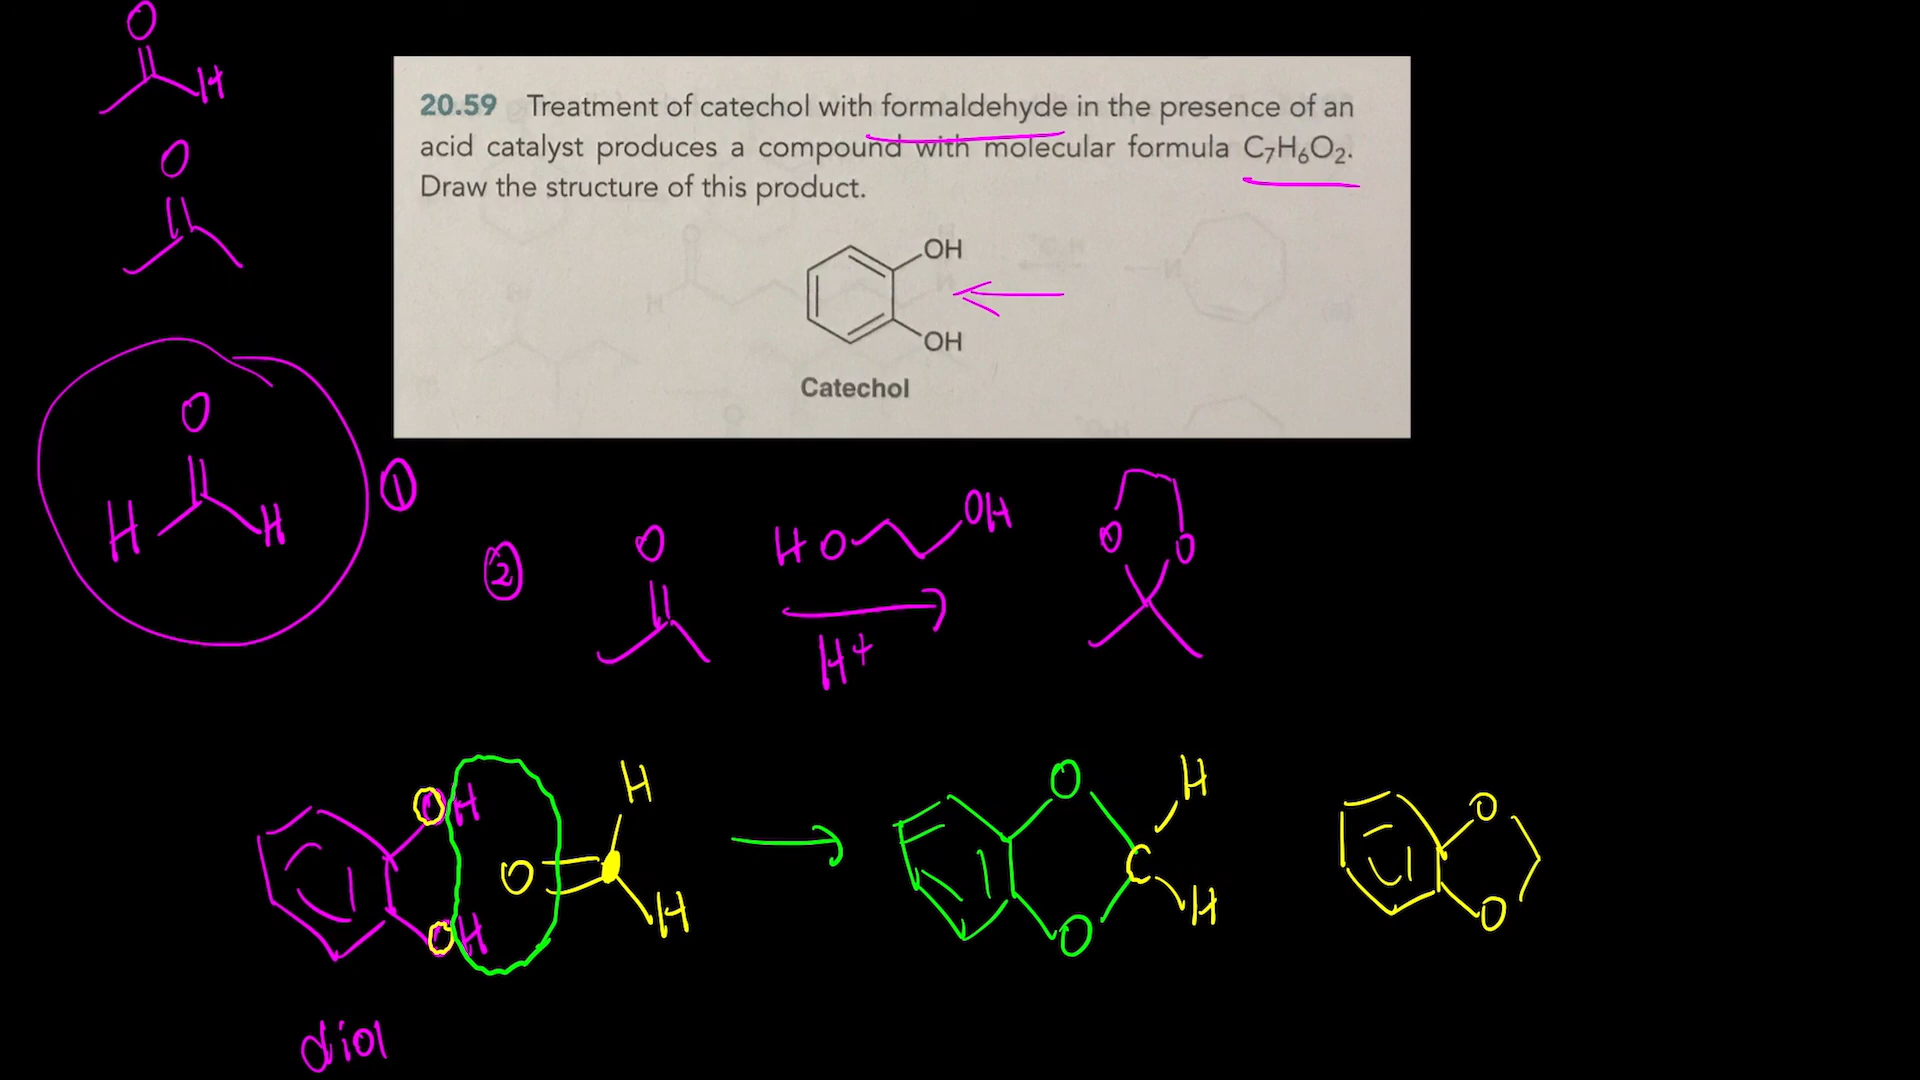 O
H
O
20.59 Treatment of catechol with formaldehyde in the presence of an
acid catalyst produces a compound with molecular formula C₇H₆O₂.
Draw the structure of this product.
OH
OH
Catechol
O
H H
①
②
O
HO OH
H+
O O
OH
OH
O
H
H
O
O
C
H
H
O
O
diol